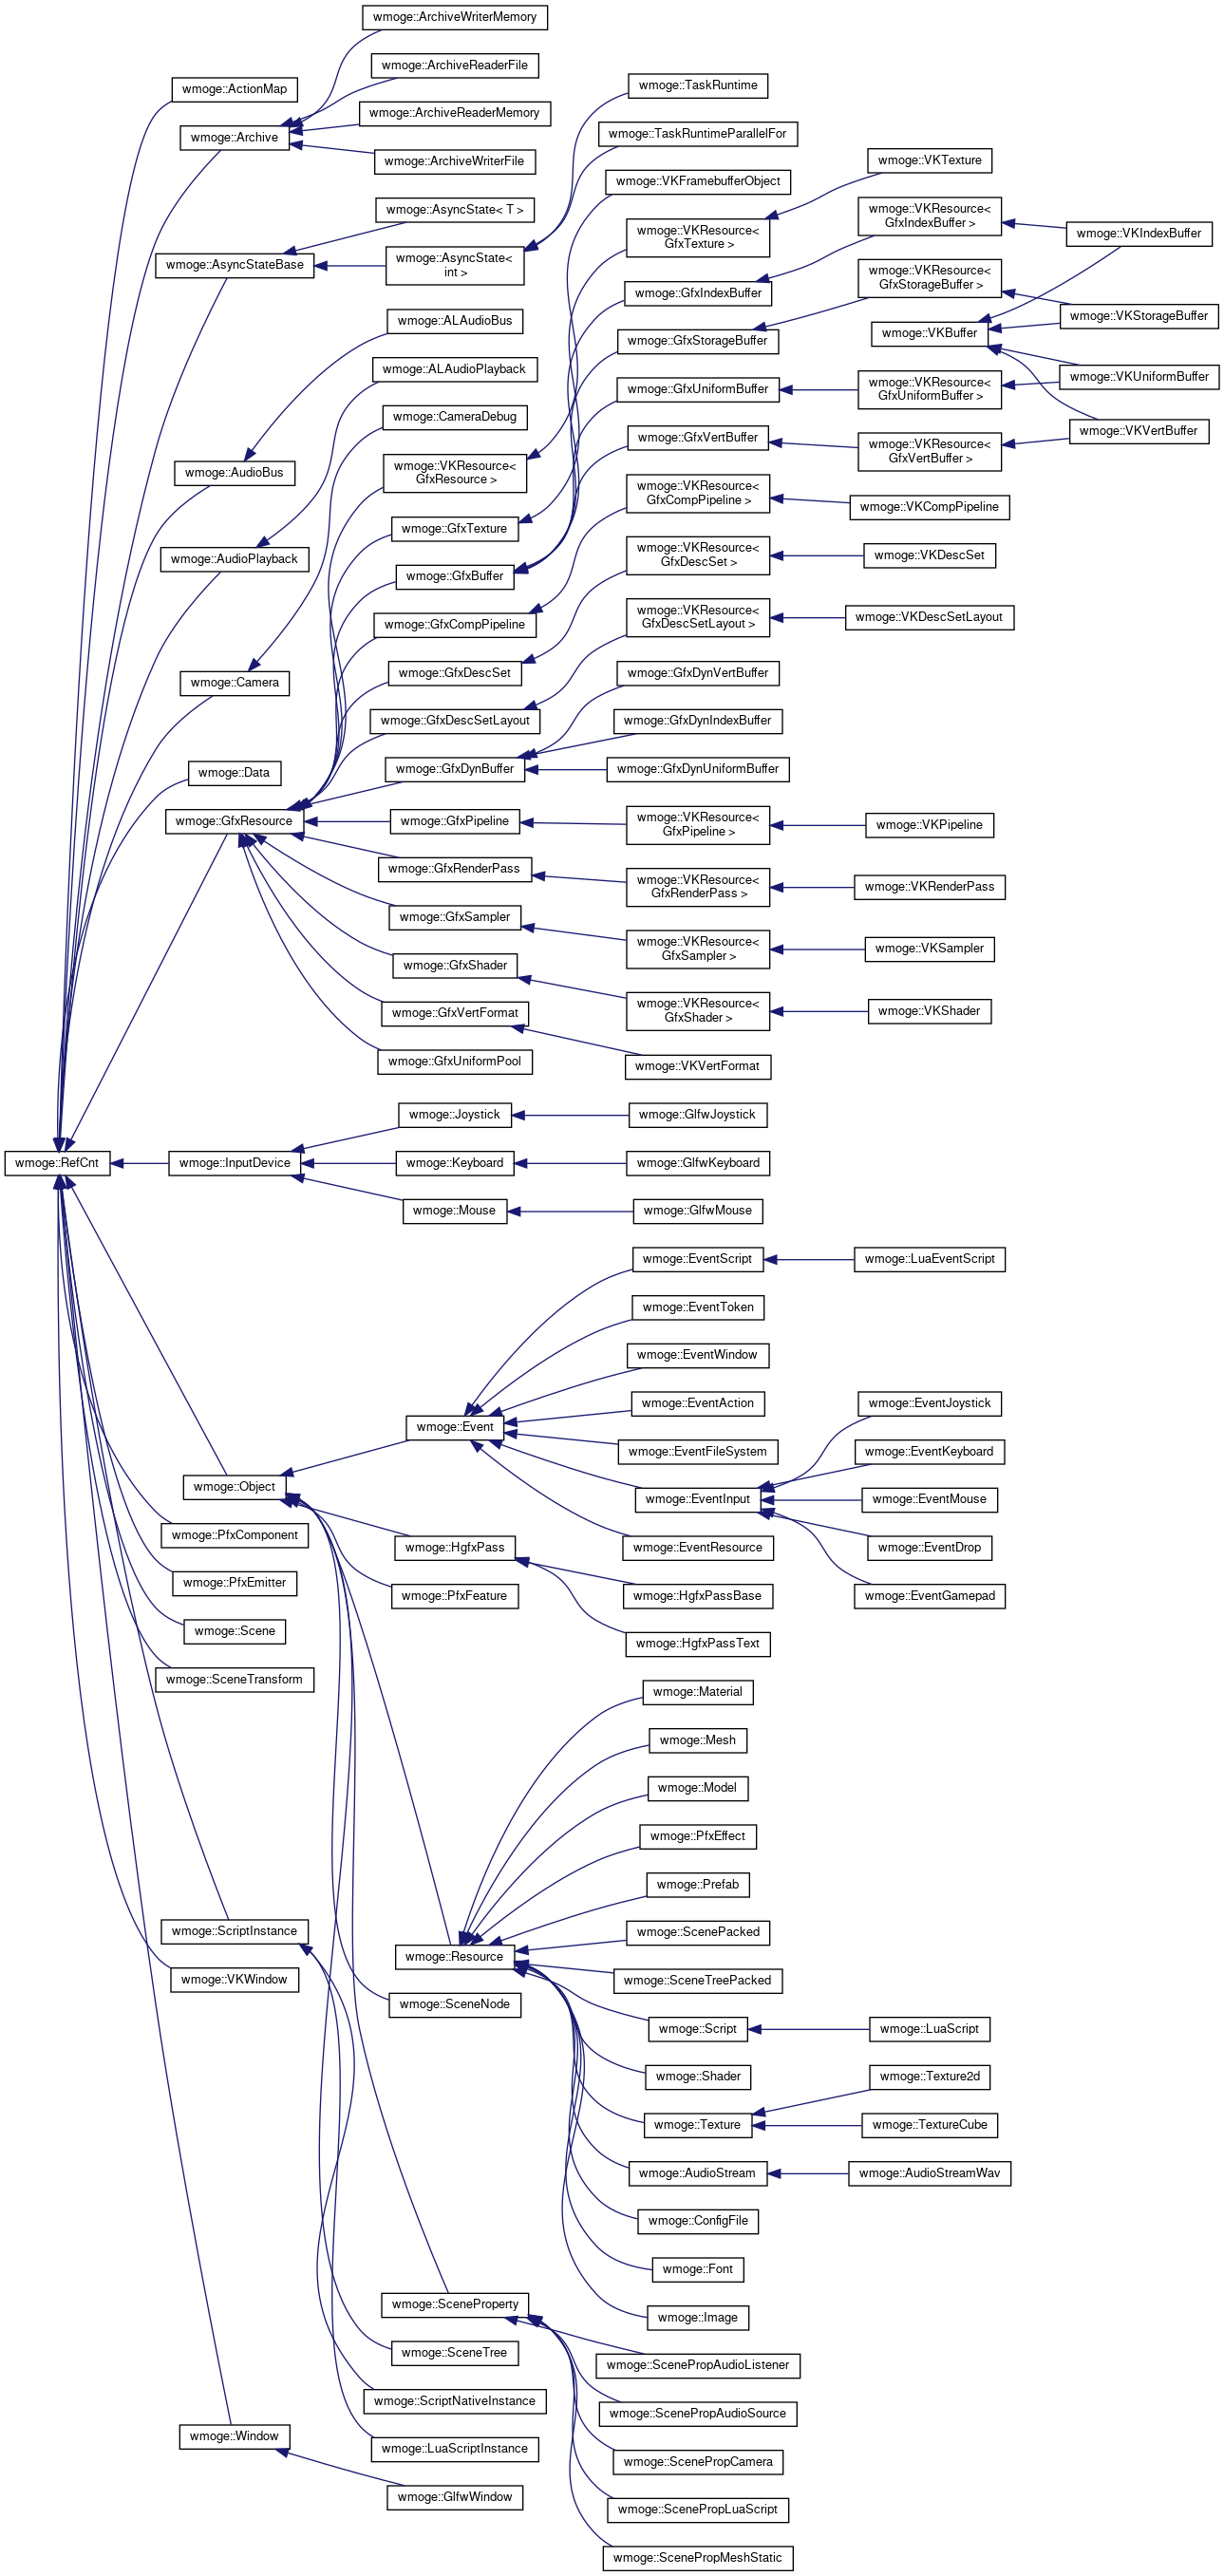 wmoge::RefCnt
wmoge::ActionMap
wmoge::Archive
wmoge::AsyncStateBase
wmoge::AudioBus
wmoge::AudioPlayback
wmoge::Camera
wmoge::Data
wmoge::GfxResource
wmoge::InputDevice
wmoge::Object
wmoge::PfxComponent
wmoge::PfxEmitter
wmoge::Scene
wmoge::SceneTransform
wmoge::ScriptInstance
wmoge::VKWindow
wmoge::Window
wmoge::ArchiveWriterMemory
wmoge::ArchiveReaderFile
wmoge::ArchiveReaderMemory
wmoge::ArchiveWriterFile
wmoge::AsyncState< T >
wmoge::AsyncState<
int >
wmoge::ALAudioBus
wmoge::ALAudioPlayback
wmoge::CameraDebug
wmoge::VKResource<
GfxResource >
wmoge::GfxTexture
wmoge::GfxBuffer
wmoge::GfxCompPipeline
wmoge::GfxDescSet
wmoge::GfxDescSetLayout
wmoge::GfxDynBuffer
wmoge::GfxPipeline
wmoge::GfxRenderPass
wmoge::GfxSampler
wmoge::GfxShader
wmoge::GfxVertFormat
wmoge::GfxUniformPool
wmoge::Joystick
wmoge::Keyboard
wmoge::Mouse
wmoge::Event
wmoge::HgfxPass
wmoge::PfxFeature
wmoge::Resource
wmoge::SceneNode
wmoge::SceneProperty
wmoge::SceneTree
wmoge::ScriptNativeInstance
wmoge::LuaScriptInstance
wmoge::GlfwWindow
wmoge::TaskRuntime
wmoge::TaskRuntimeParallelFor
wmoge::VKFramebufferObject
wmoge::VKResource<
GfxTexture >
wmoge::GfxIndexBuffer
wmoge::GfxStorageBuffer
wmoge::GfxUniformBuffer
wmoge::GfxVertBuffer
wmoge::VKResource<
GfxCompPipeline >
wmoge::VKResource<
GfxDescSet >
wmoge::VKResource<
GfxDescSetLayout >
wmoge::GfxDynVertBuffer
wmoge::GfxDynIndexBuffer
wmoge::GfxDynUniformBuffer
wmoge::VKResource<
GfxPipeline >
wmoge::VKResource<
GfxRenderPass >
wmoge::VKResource<
GfxSampler >
wmoge::VKResource<
GfxShader >
wmoge::VKVertFormat
wmoge::GlfwJoystick
wmoge::GlfwKeyboard
wmoge::GlfwMouse
wmoge::EventScript
wmoge::EventToken
wmoge::EventWindow
wmoge::EventAction
wmoge::EventFileSystem
wmoge::EventInput
wmoge::EventResource
wmoge::HgfxPassBase
wmoge::HgfxPassText
wmoge::Material
wmoge::Mesh
wmoge::Model
wmoge::PfxEffect
wmoge::Prefab
wmoge::ScenePacked
wmoge::SceneTreePacked
wmoge::Script
wmoge::Shader
wmoge::Texture
wmoge::AudioStream
wmoge::ConfigFile
wmoge::Font
wmoge::Image
wmoge::ScenePropAudioListener
wmoge::ScenePropAudioSource
wmoge::ScenePropCamera
wmoge::ScenePropLuaScript
wmoge::ScenePropMeshStatic
wmoge::VKTexture
wmoge::VKResource<
GfxIndexBuffer >
wmoge::VKResource<
GfxStorageBuffer >
wmoge::VKBuffer
wmoge::VKResource<
GfxUniformBuffer >
wmoge::VKResource<
GfxVertBuffer >
wmoge::VKCompPipeline
wmoge::VKDescSet
wmoge::VKDescSetLayout
wmoge::VKPipeline
wmoge::VKRenderPass
wmoge::VKSampler
wmoge::VKShader
wmoge::LuaEventScript
wmoge::EventJoystick
wmoge::EventKeyboard
wmoge::EventMouse
wmoge::EventDrop
wmoge::EventGamepad
wmoge::LuaScript
wmoge::Texture2d
wmoge::TextureCube
wmoge::AudioStreamWav
wmoge::VKIndexBuffer
wmoge::VKStorageBuffer
wmoge::VKUniformBuffer
wmoge::VKVertBuffer